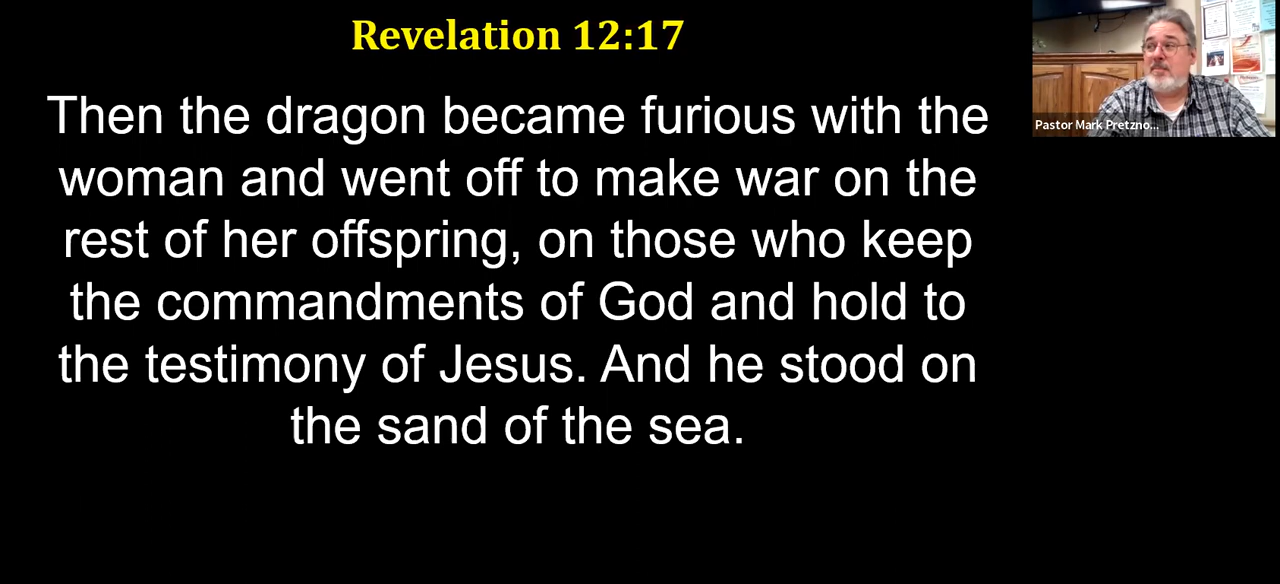 Revelation 12:17
Then the dragon became furious with the
woman and went off to make war on the
rest of her offspring, on those who keep
the commandments of God and hold to
the testimony of Jesus. And he stood on
the sand of the sea.
Pastor Mark Pretzno...